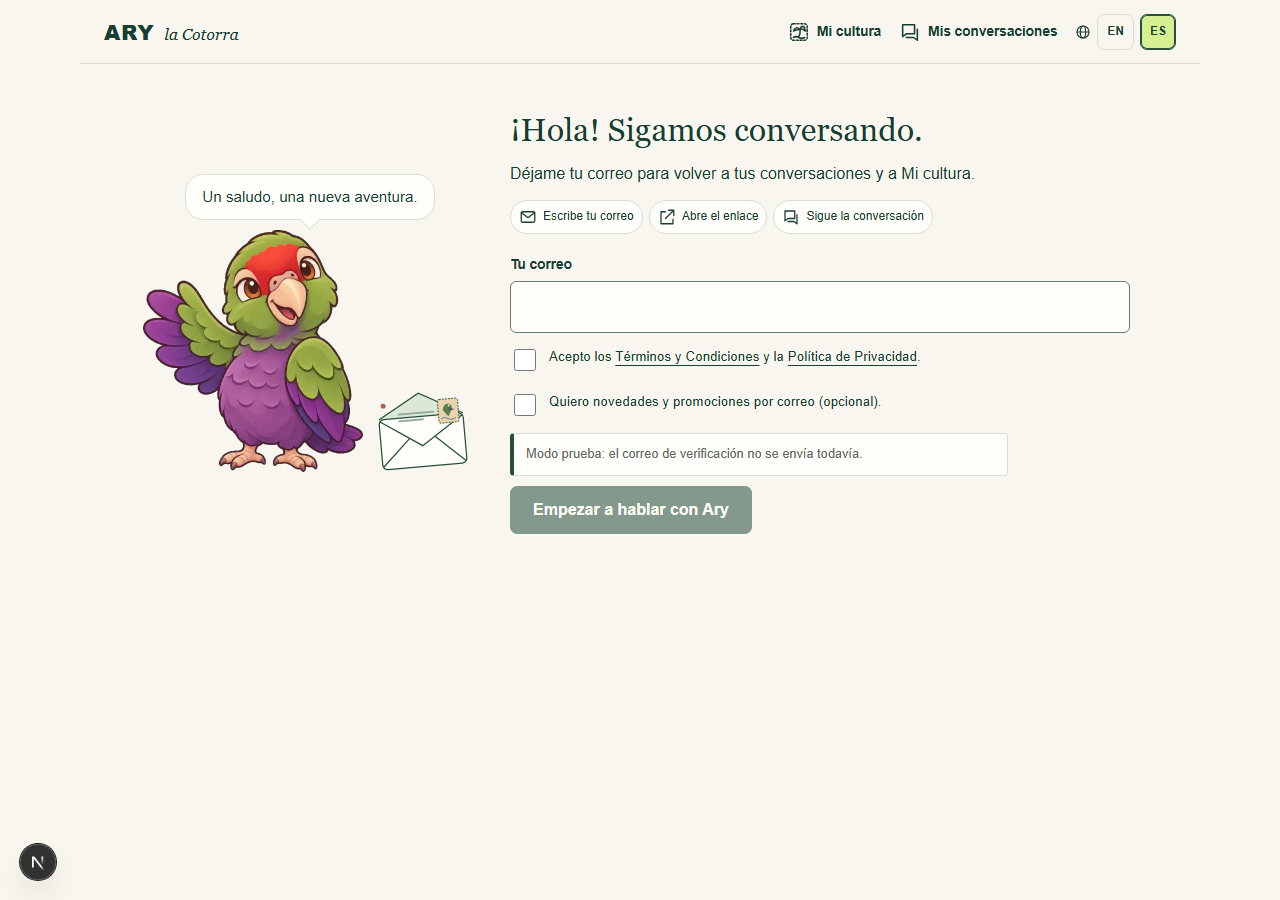 ARY la Cotorra
Mi cultura
Mis conversaciones
EN
ES
¡Hola! Sigamos conversando.
Déjame tu correo para volver a tus conversaciones y a Mi cultura.
Un saludo, una nueva aventura.
Escribe tu correo
Abre el enlace
Sigue la conversación
Tu correo
Acepto los Términos y Condiciones y la Política de Privacidad.
Quiero novedades y promociones por correo (opcional).
Modo prueba: el correo de verificación no se envía todavía.
Empezar a hablar con Ary
N